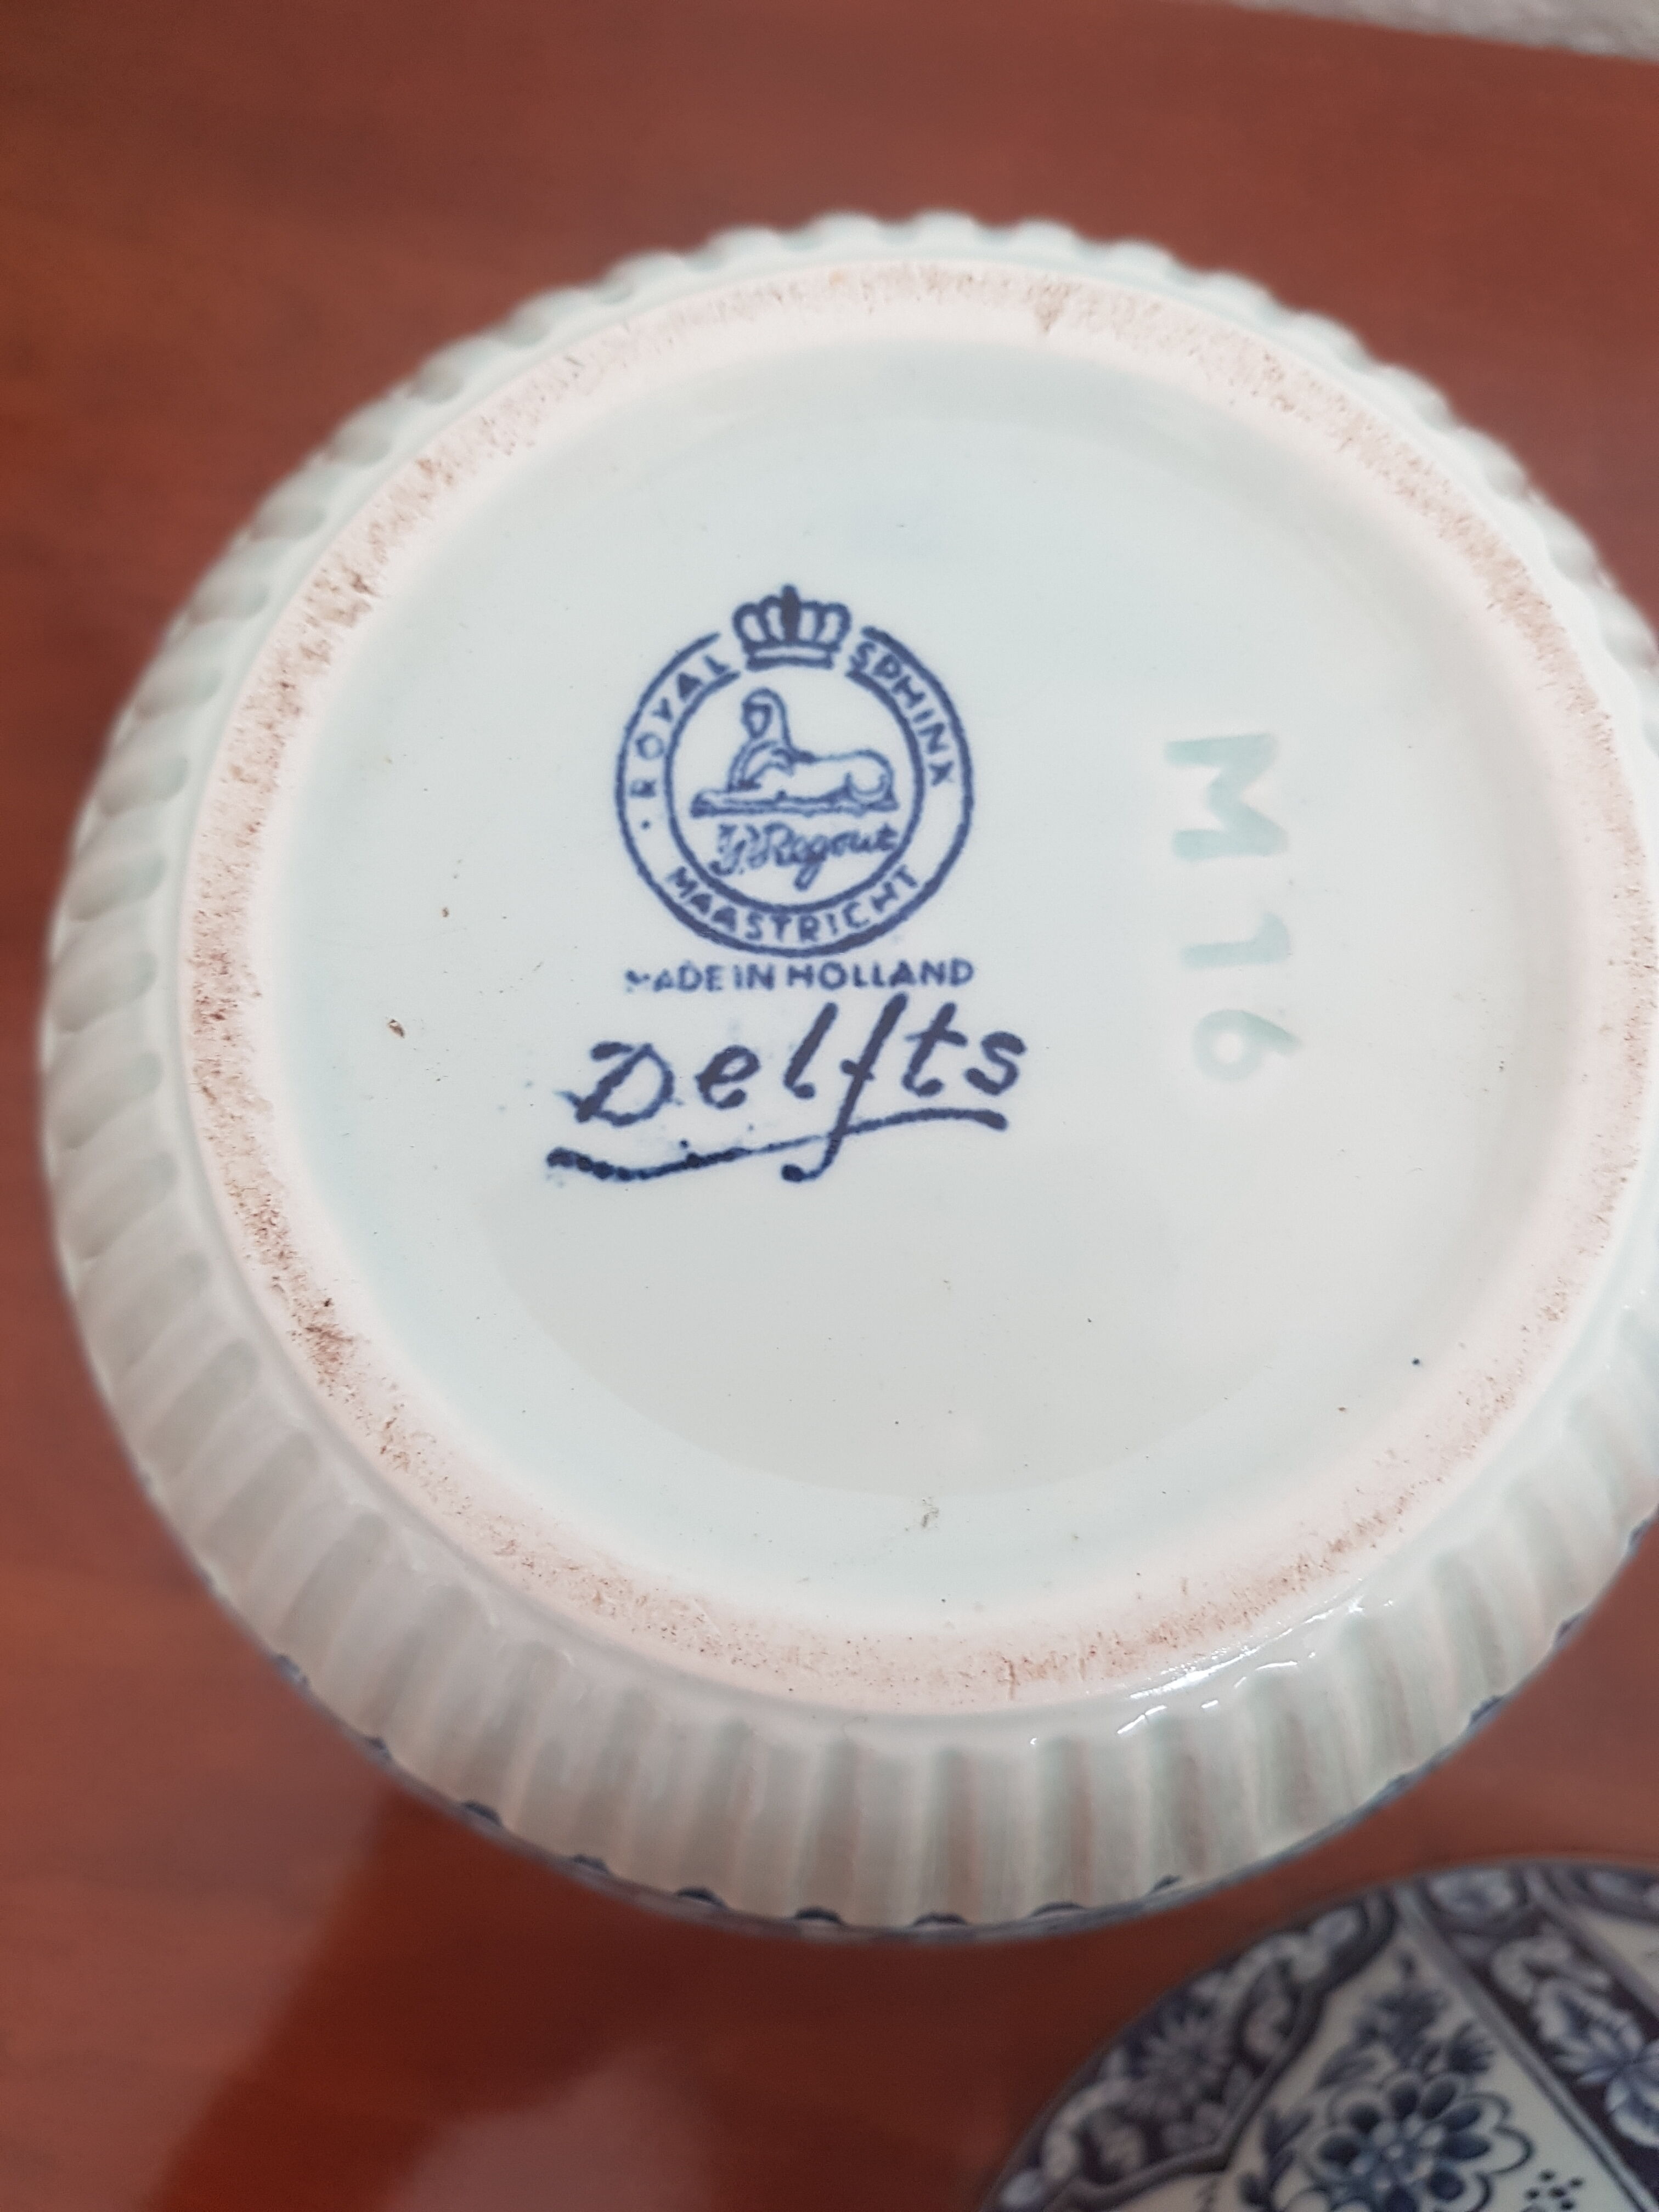 ROYAL SPHINX
P. Regout
MAASTRICHT
MADE IN HOLLAND
Delfts
M16